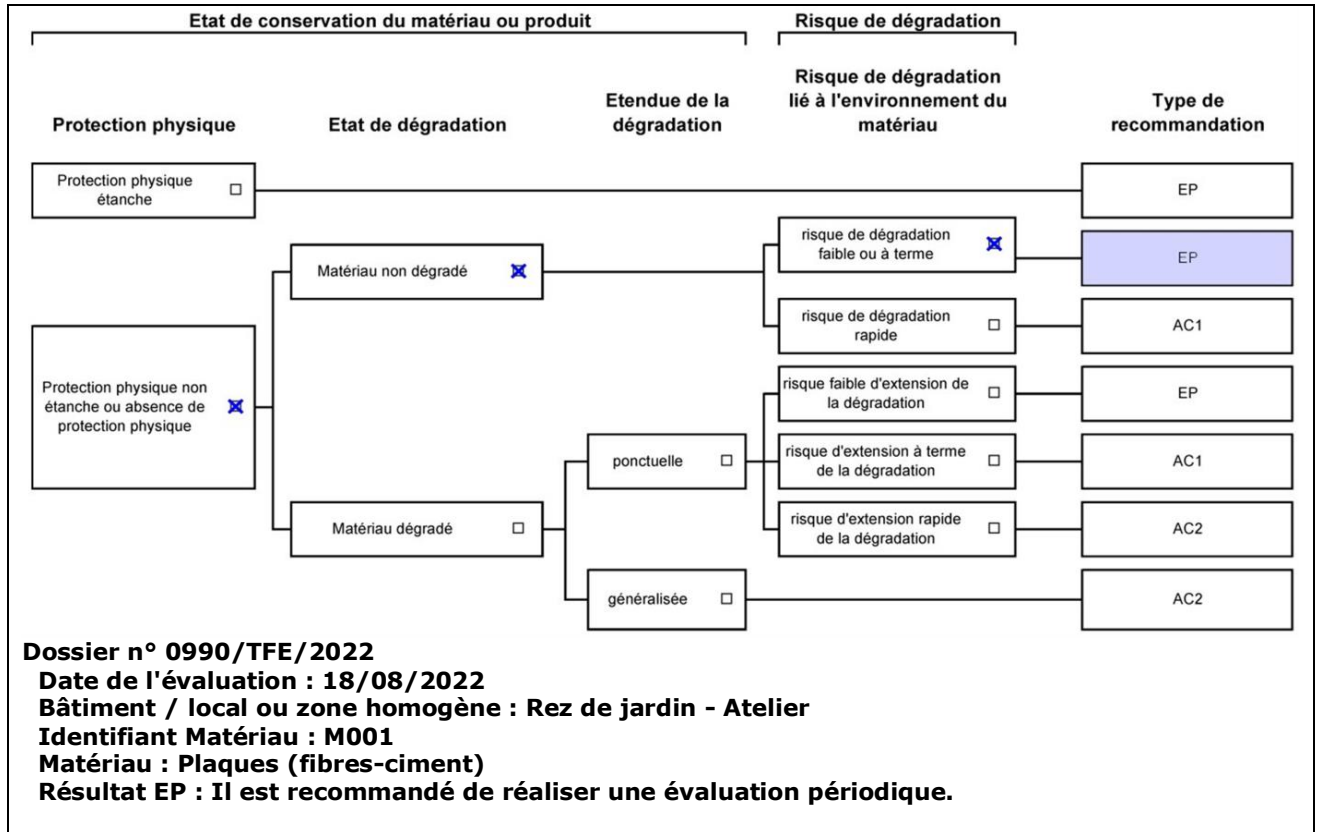 Etat de conservation du matériau ou produit
Risque de dégradation
Protection physique
Etat de dégradation
Etendue de la
dégradation
Risque de dégradation
lié à l'environnement du
matériau
Type de
recommandation
Protection physique
étanche
EP
risque de dégradation
faible ou à terme
EP
Matériau non dégradé
risque de dégradation
rapide
AC1
Protection physique non
étanche ou absence de
protection physique
risque faible d'extension de
la dégradation
EP
ponctuelle
risque d'extension à terme
de la dégradation
AC1
Matériau dégradé
risque d'extension rapide
de la dégradation
AC2
généralisée
AC2
Dossier n° 0990/TFE/2022
Date de l'évaluation : 18/08/2022
Bâtiment / local ou zone homogène : Rez de jardin - Atelier
Identifiant Matériau : M001
Matériau : Plaques (fibres-ciment)
Résultat EP : Il est recommandé de réaliser une évaluation périodique.